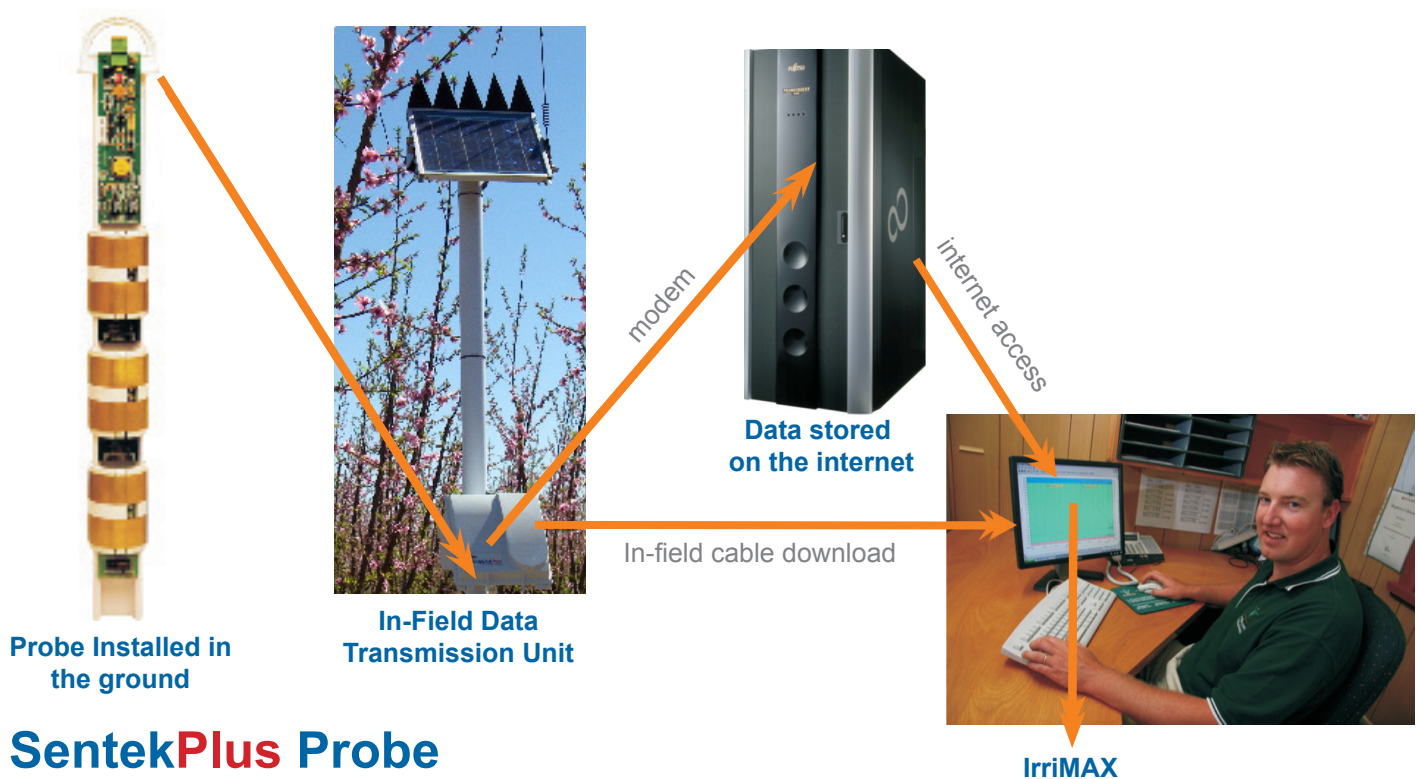 FUJITSU
modem
internet access
Data stored
on the internet
In-field cable download
In-Field Data
Transmission Unit
Probe Installed in
the ground
SentekPlus Probe
IrriMAX